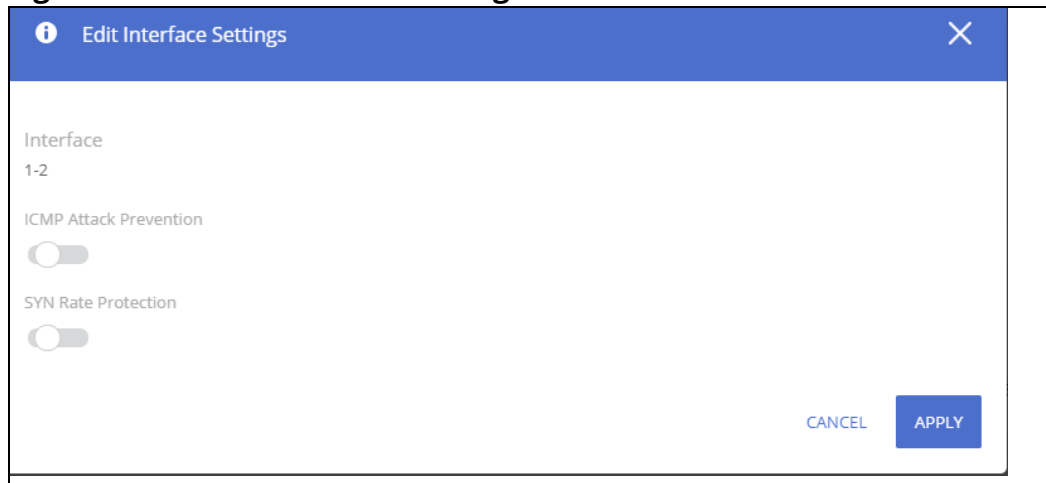 Edit Interface Settings
Interface
1-2
ICMP Attack Prevention
SYN Rate Protection
CANCEL APPLY